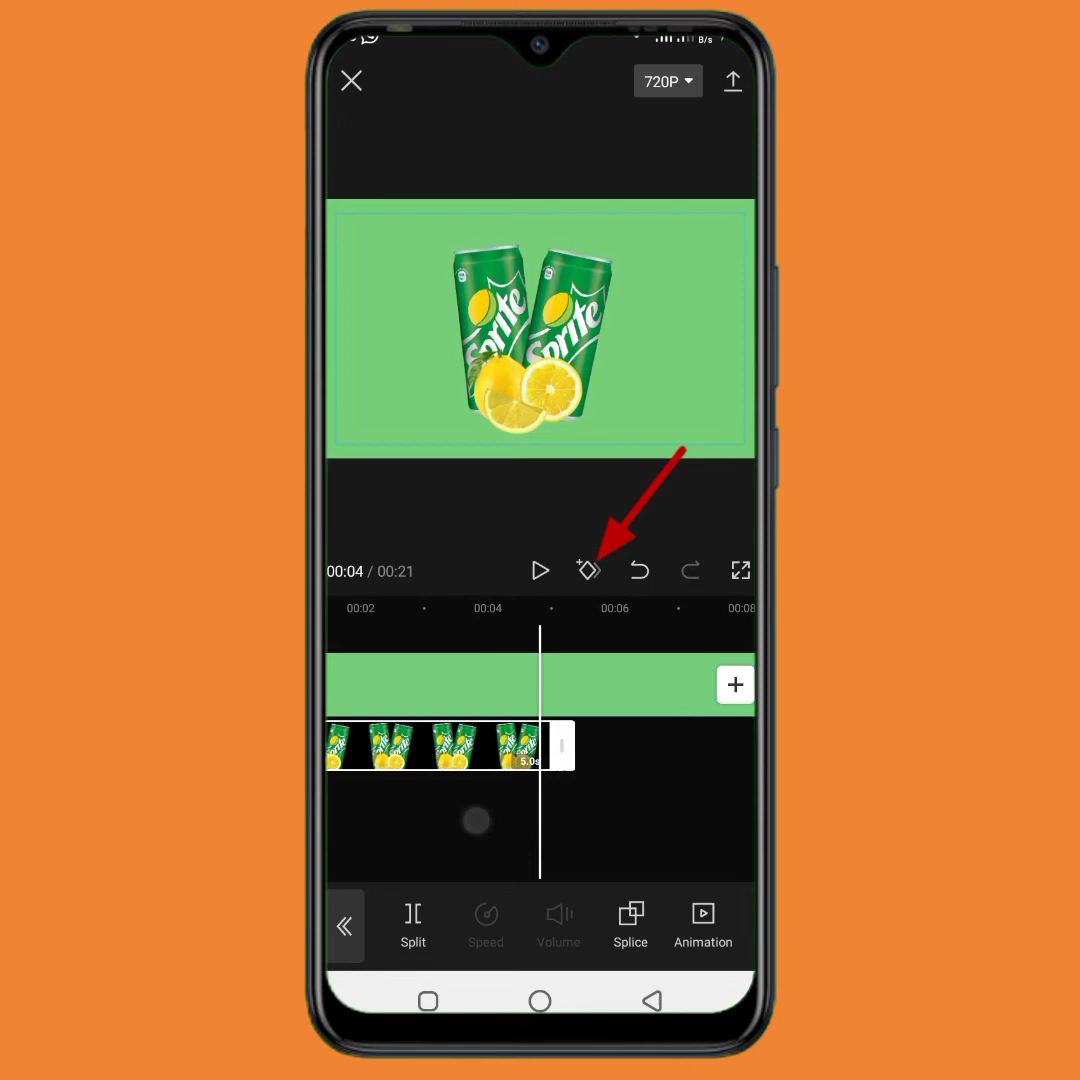 B/s
720P
Sprite Sprite
00:04 / 00:21
00:02 00:04 00:06 00:08
5.0s
Split Speed Volume Splice Animation